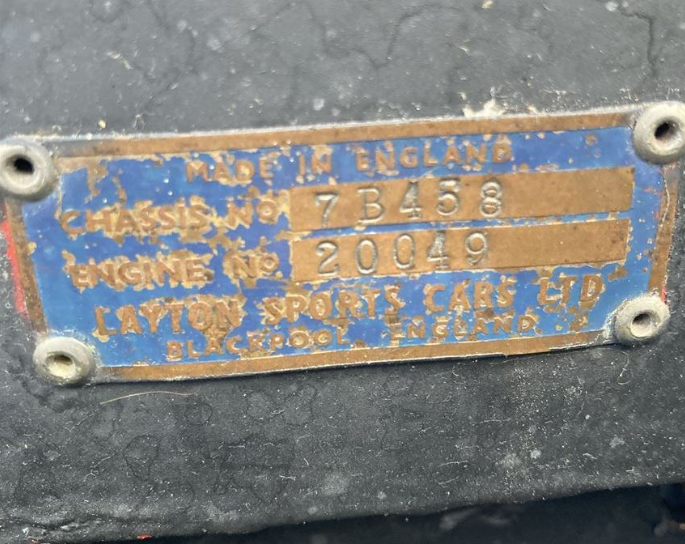 MADE IN ENGLAND
CHASSIS No 7B458
ENGINE No 20049
LAYTON SPORTS CARS LTD
BLACKPOOL, ENGLAND.